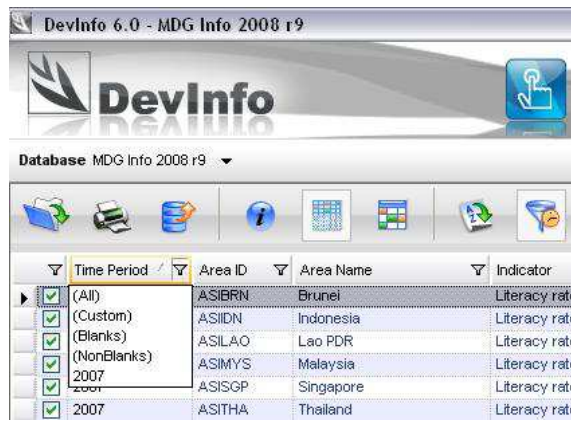 DevInfo 6.0 - MDG Info 2008 r9
DevInfo
Database MDG Info 2008 r9
Time Period Area ID Area Name Indicator
(All) ASIBRN Brunei Literacy rat
(Custom) ASIIDN Indonesia Literacy rat
(Blanks) ASILAO Lao PDR Literacy rat
(NonBlanks) ASIMYS Malaysia Literacy rat
2007 ASISGP Singapore Literacy rat
2007 ASITHA Thailand Literacy rat